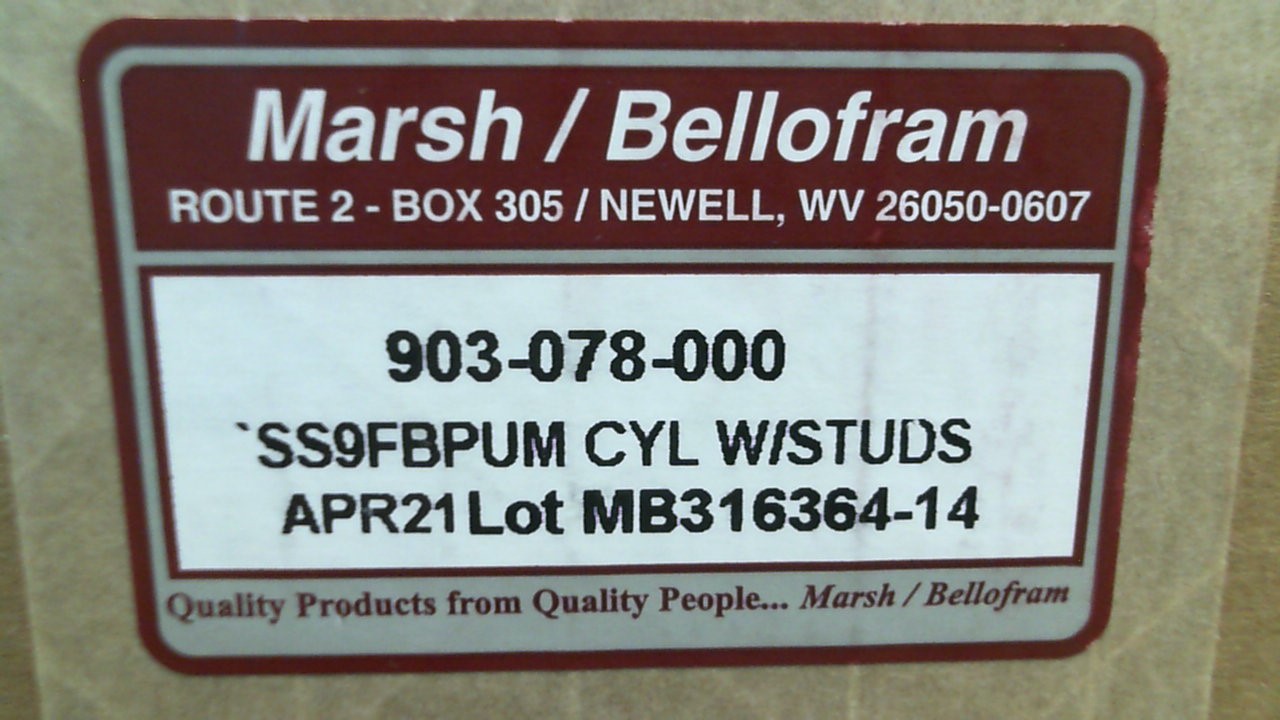 Marsh / Bellofram
ROUTE 2 - BOX 305 / NEWELL, WV 26050-0607
903-078-000
`SS9FBPUM CYL W/STUDS
APR21 Lot MB316364-14
Quality Products from Quality People... Marsh / Bellofram